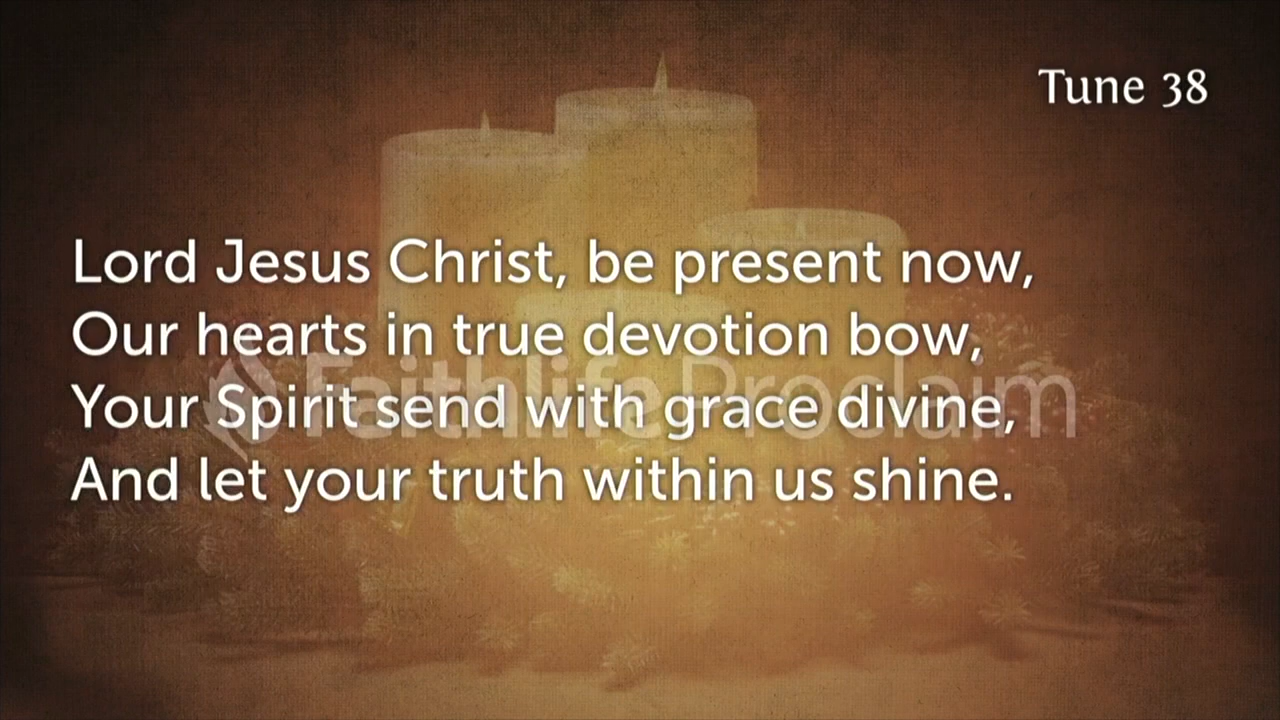 Tune 38
Lord Jesus Christ, be present now,
Our hearts in true devotion bow,
Faithlife Proclaim
Your Spirit send with grace divine,
And let your truth within us shine.